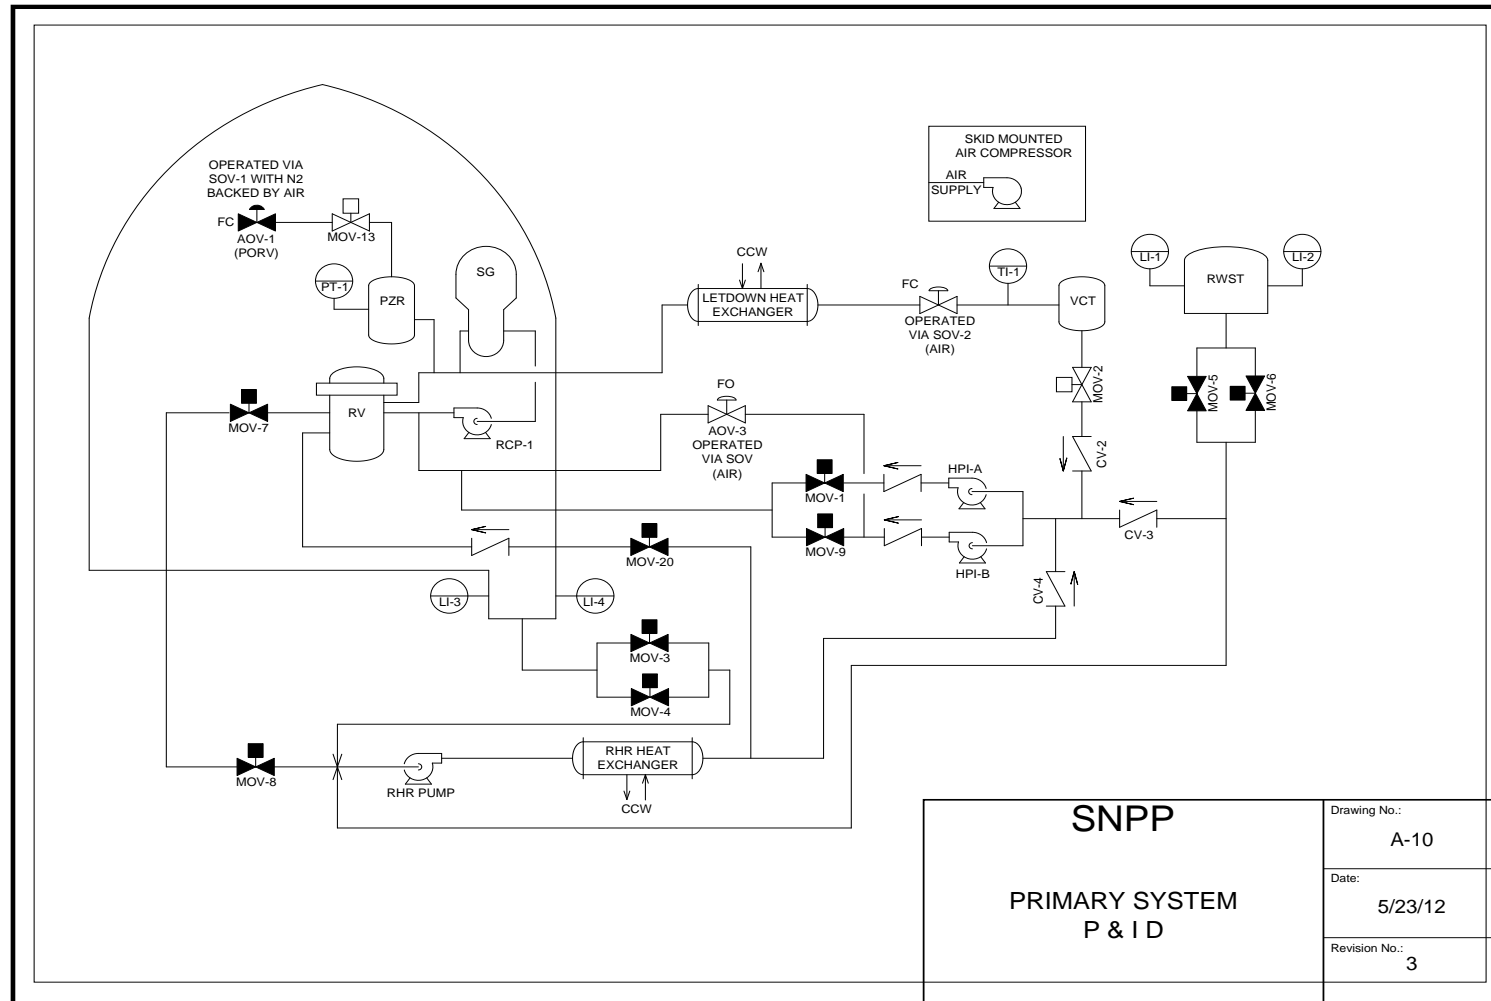 SKID MOUNTED
AIR COMPRESSOR
AIR
SUPPLY
OPERATED VIA
SOV-1 WITH N2
BACKED BY AIR
FC
AOV-1
(PORV)
MOV-13
PT-1
PZR
SG
CCW
LETDOWN HEAT
EXCHANGER
FC
OPERATED
VIA SOV-2
(AIR)
TI-1
VCT
LI-1
RWST
LI-2
MOV-2
MOV-5
MOV-6
RV
MOV-7
RCP-1
FO
AOV-3
OPERATED
VIA SOV
(AIR)
CV-2
HPI-A
MOV-1
MOV-9
HPI-B
CV-3
MOV-20
CV-4
LI-3
LI-4
MOV-3
MOV-4
MOV-8
RHR PUMP
RHR HEAT
EXCHANGER
CCW
SNPP
PRIMARY SYSTEM
P & I D
Drawing No.:
A-10
Date:
5/23/12
Revision No.:
3